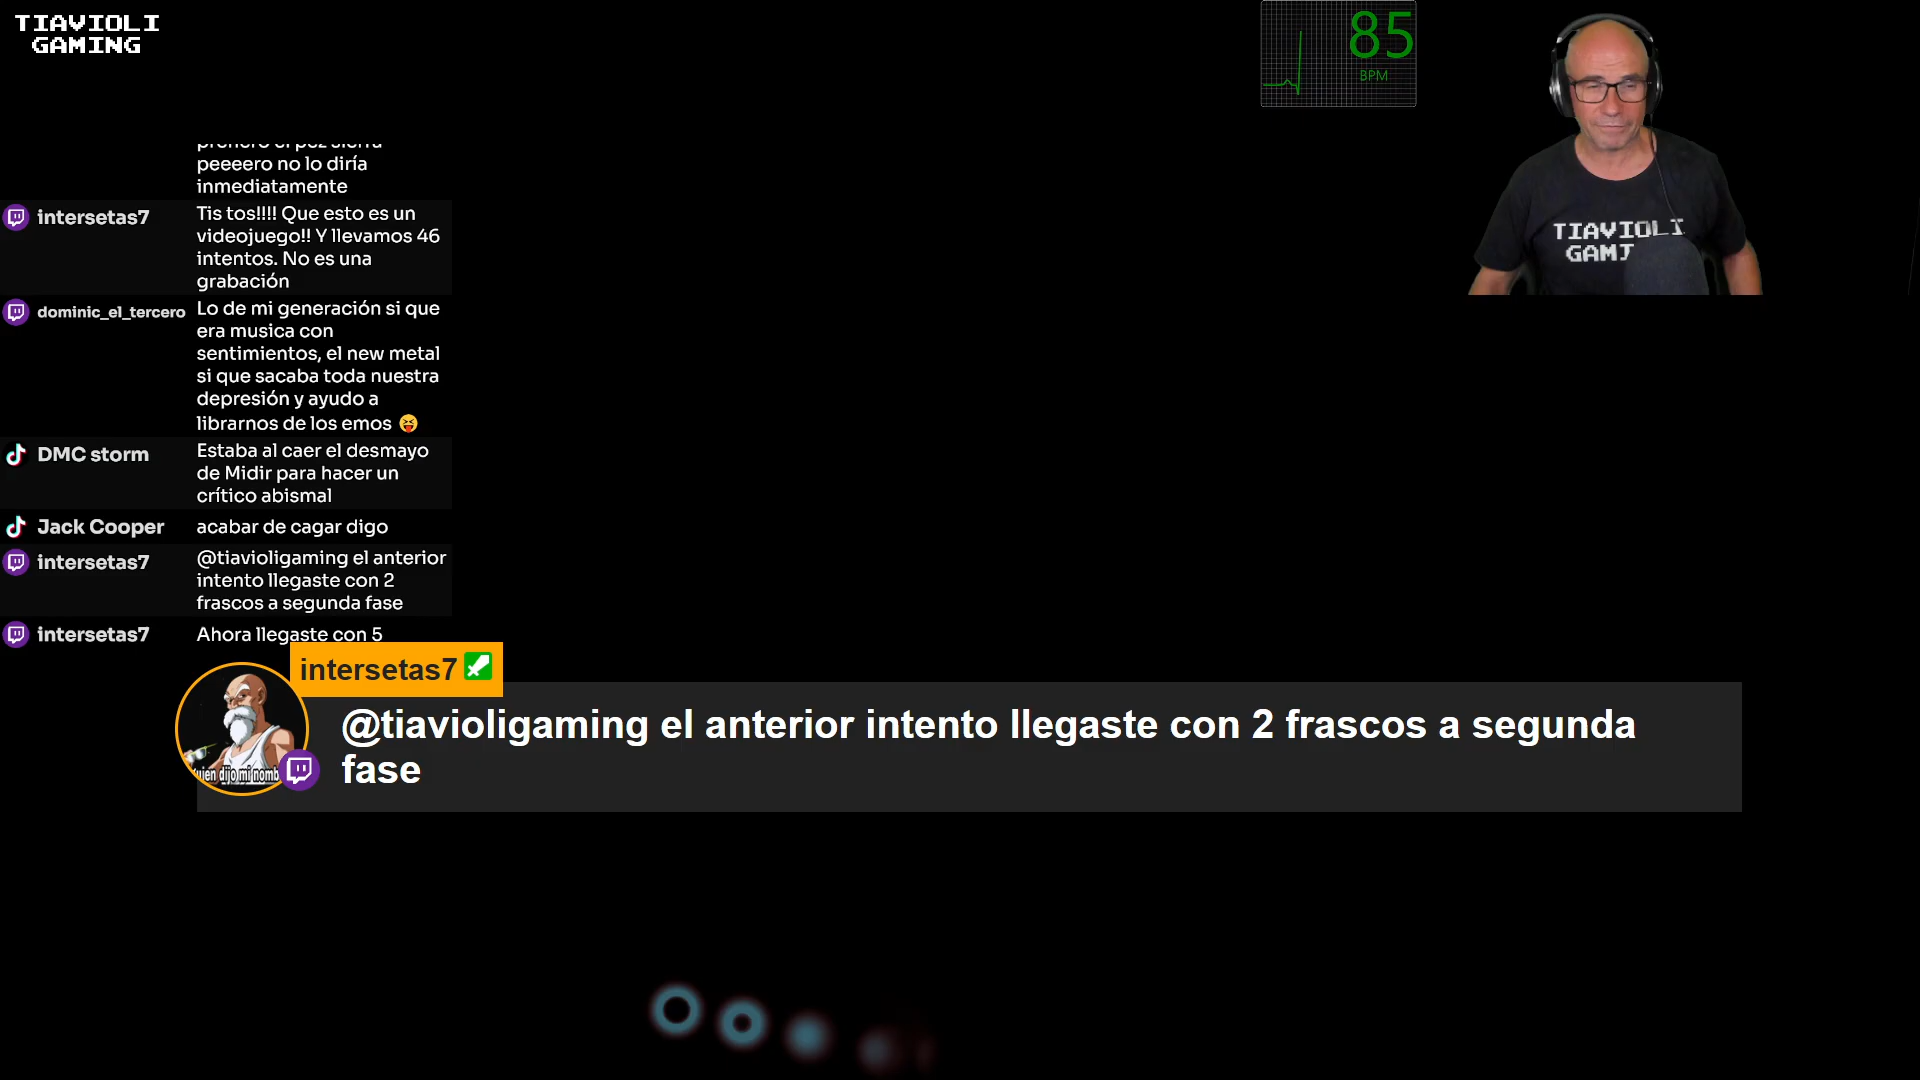 TIAVIOLI
GAMING
85
BPM
TIAVIOLI
peeeero no lo diría
inmediatamente
intersetas7
Tis tos!!!! Que esto es un
videojuego!! Y llevamos 46
intentos. No es una
grabación
dominic_el_tercero
Lo de mi generación si que
era musica con
sentimientos, el new metal
si que sacaba toda nuestra
depresión y ayudo a
librarnos de los emos 😝
DMC storm
Estaba al caer el desmayo
de Midir para hacer un
crítico abismal
Jack Cooper
acabar de cagar digo
intersetas7
@tiavioligaming el anterior
intento llegaste con 2
frascos a segunda fase
intersetas7
Ahora llegaste con 5
intersetas7
@tiavioligaming el anterior intento llegaste con 2 frascos a segunda
fase
dijo mi